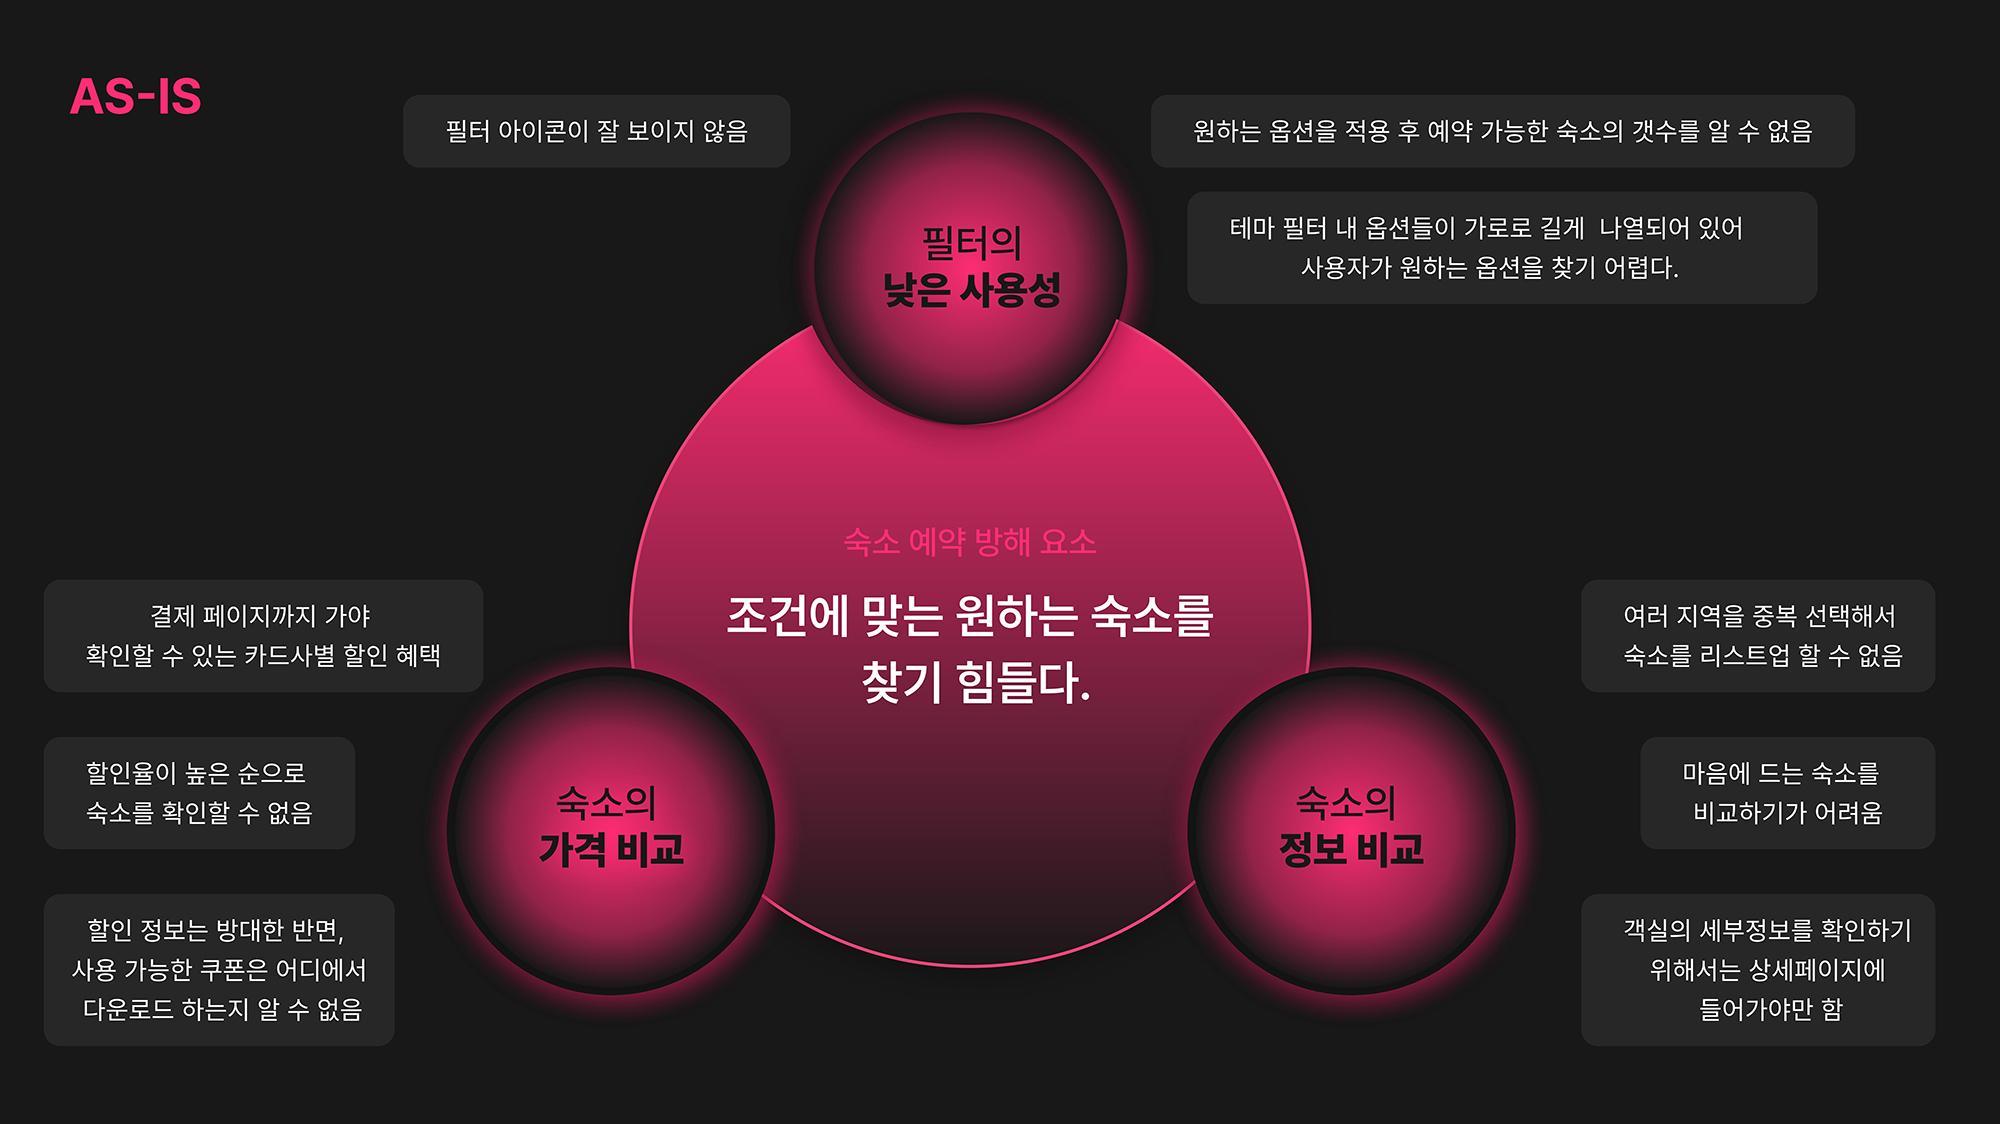 AS-IS
필터 아이콘이 잘 보이지 않음
원하는 옵션을 적용 후 예약 가능한 숙소의 갯수를 알 수 없음
테마 필터 내 옵션들이 가로로 길게 나열되어 있어
사용자가 원하는 옵션을 찾기 어렵다.
필터의
낮은 사용성
숙소 예약 방해 요소
조건에 맞는 원하는 숙소를
찾기 힘들다.
결제 페이지까지 가야
확인할 수 있는 카드사별 할인 혜택
할인율이 높은 순으로
숙소를 확인할 수 없음
할인 정보는 방대한 반면,
사용 가능한 쿠폰은 어디에서
다운로드 하는지 알 수 없음
숙소의
가격 비교
숙소의
정보 비교
여러 지역을 중복 선택해서
숙소를 리스트업 할 수 없음
마음에 드는 숙소를
비교하기가 어려움
객실의 세부정보를 확인하기
위해서는 상세페이지에
들어가야만 함